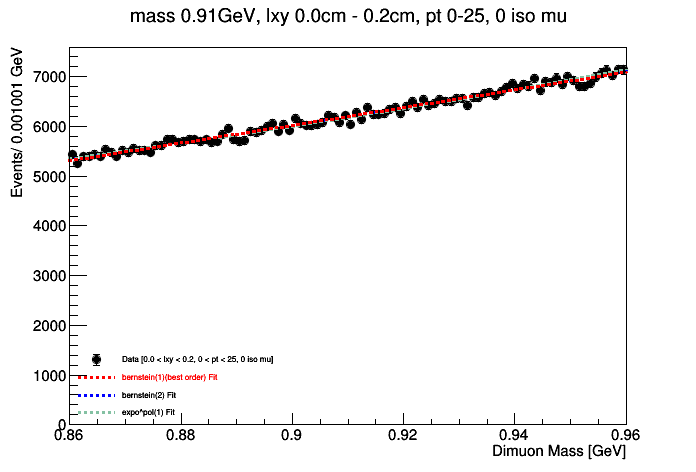 mass 0.91GeV, lxy 0.0cm - 0.2cm, pt 0-25, 0 iso mu
Events/ 0.001001 GeV
7000
6000
5000
4000
3000
2000
1000
0
Data [0.0 < lxy < 0.2, 0 < pt < 25, 0 iso mu]
bernstein(1)(best order) Fit
bernstein(2) Fit
expo^pol(1) Fit
0.86 0.88 0.9 0.92 0.94 0.96
Dimuon Mass [GeV]